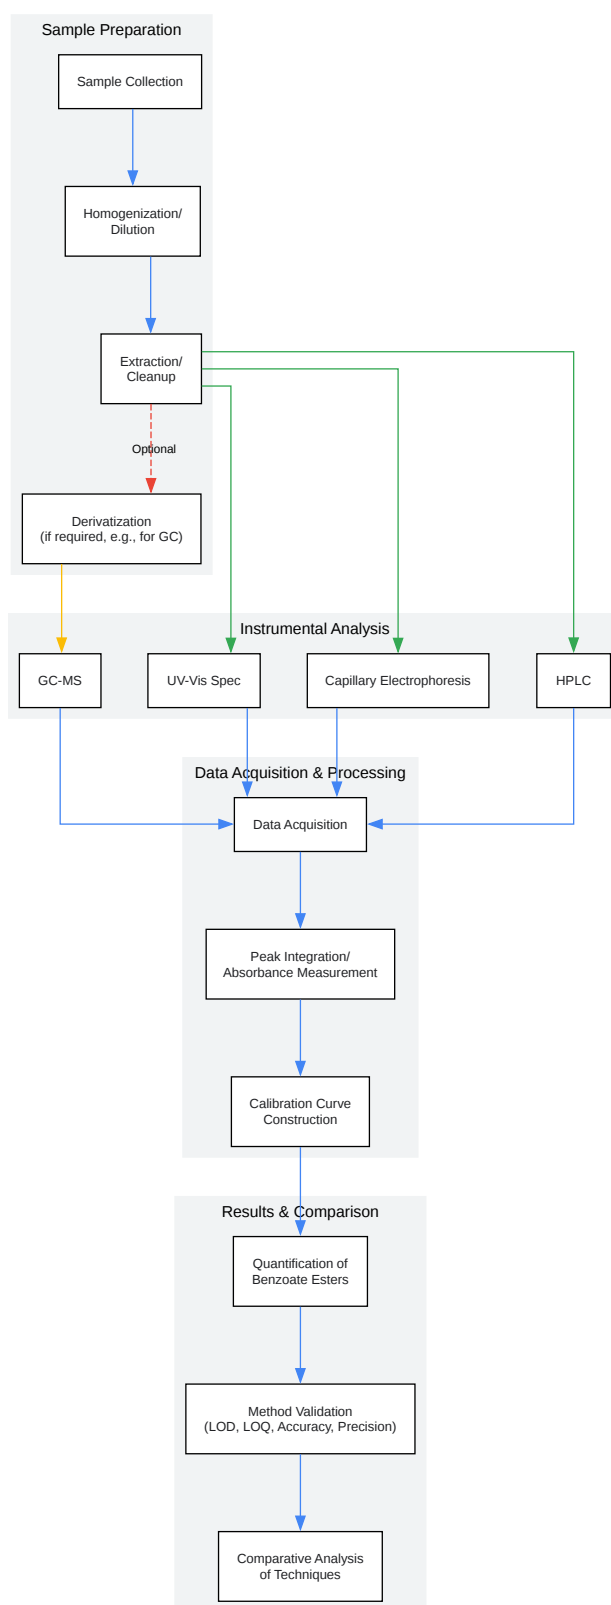 Sample Preparation
Sample Collection
Homogenization/
Dilution
Extraction/
Cleanup
Optional
Derivatization
(if required, e.g., for GC)
Instrumental Analysis
GC-MS
UV-Vis Spec
Capillary Electrophoresis
HPLC
Data Acquisition & Processing
Data Acquisition
Peak Integration/
Absorbance Measurement
Calibration Curve
Construction
Results & Comparison
Quantification of
Benzoate Esters
Method Validation
(LOD, LOQ, Accuracy, Precision)
Comparative Analysis
of Techniques